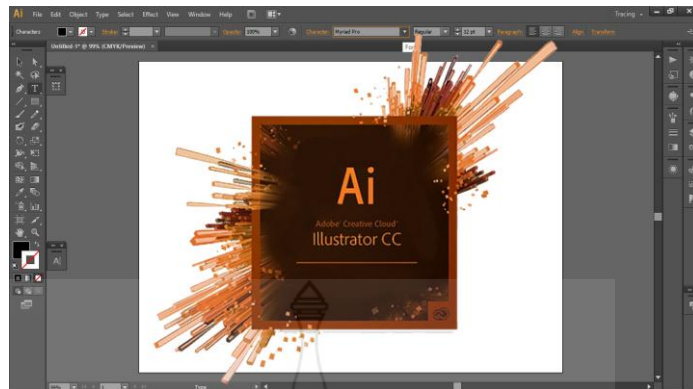 Ai File Edit Object Type Select Effect View Window Help Tracing
Characters Stroke: Opacity: 100% Character: Myriad Pro Regular 12 pt Paragraph: Align Transform
Untitled-1* @ 99% (CMYK/Preview) ×
Ai
Adobe Creative Cloud
Illustrator CC
Type